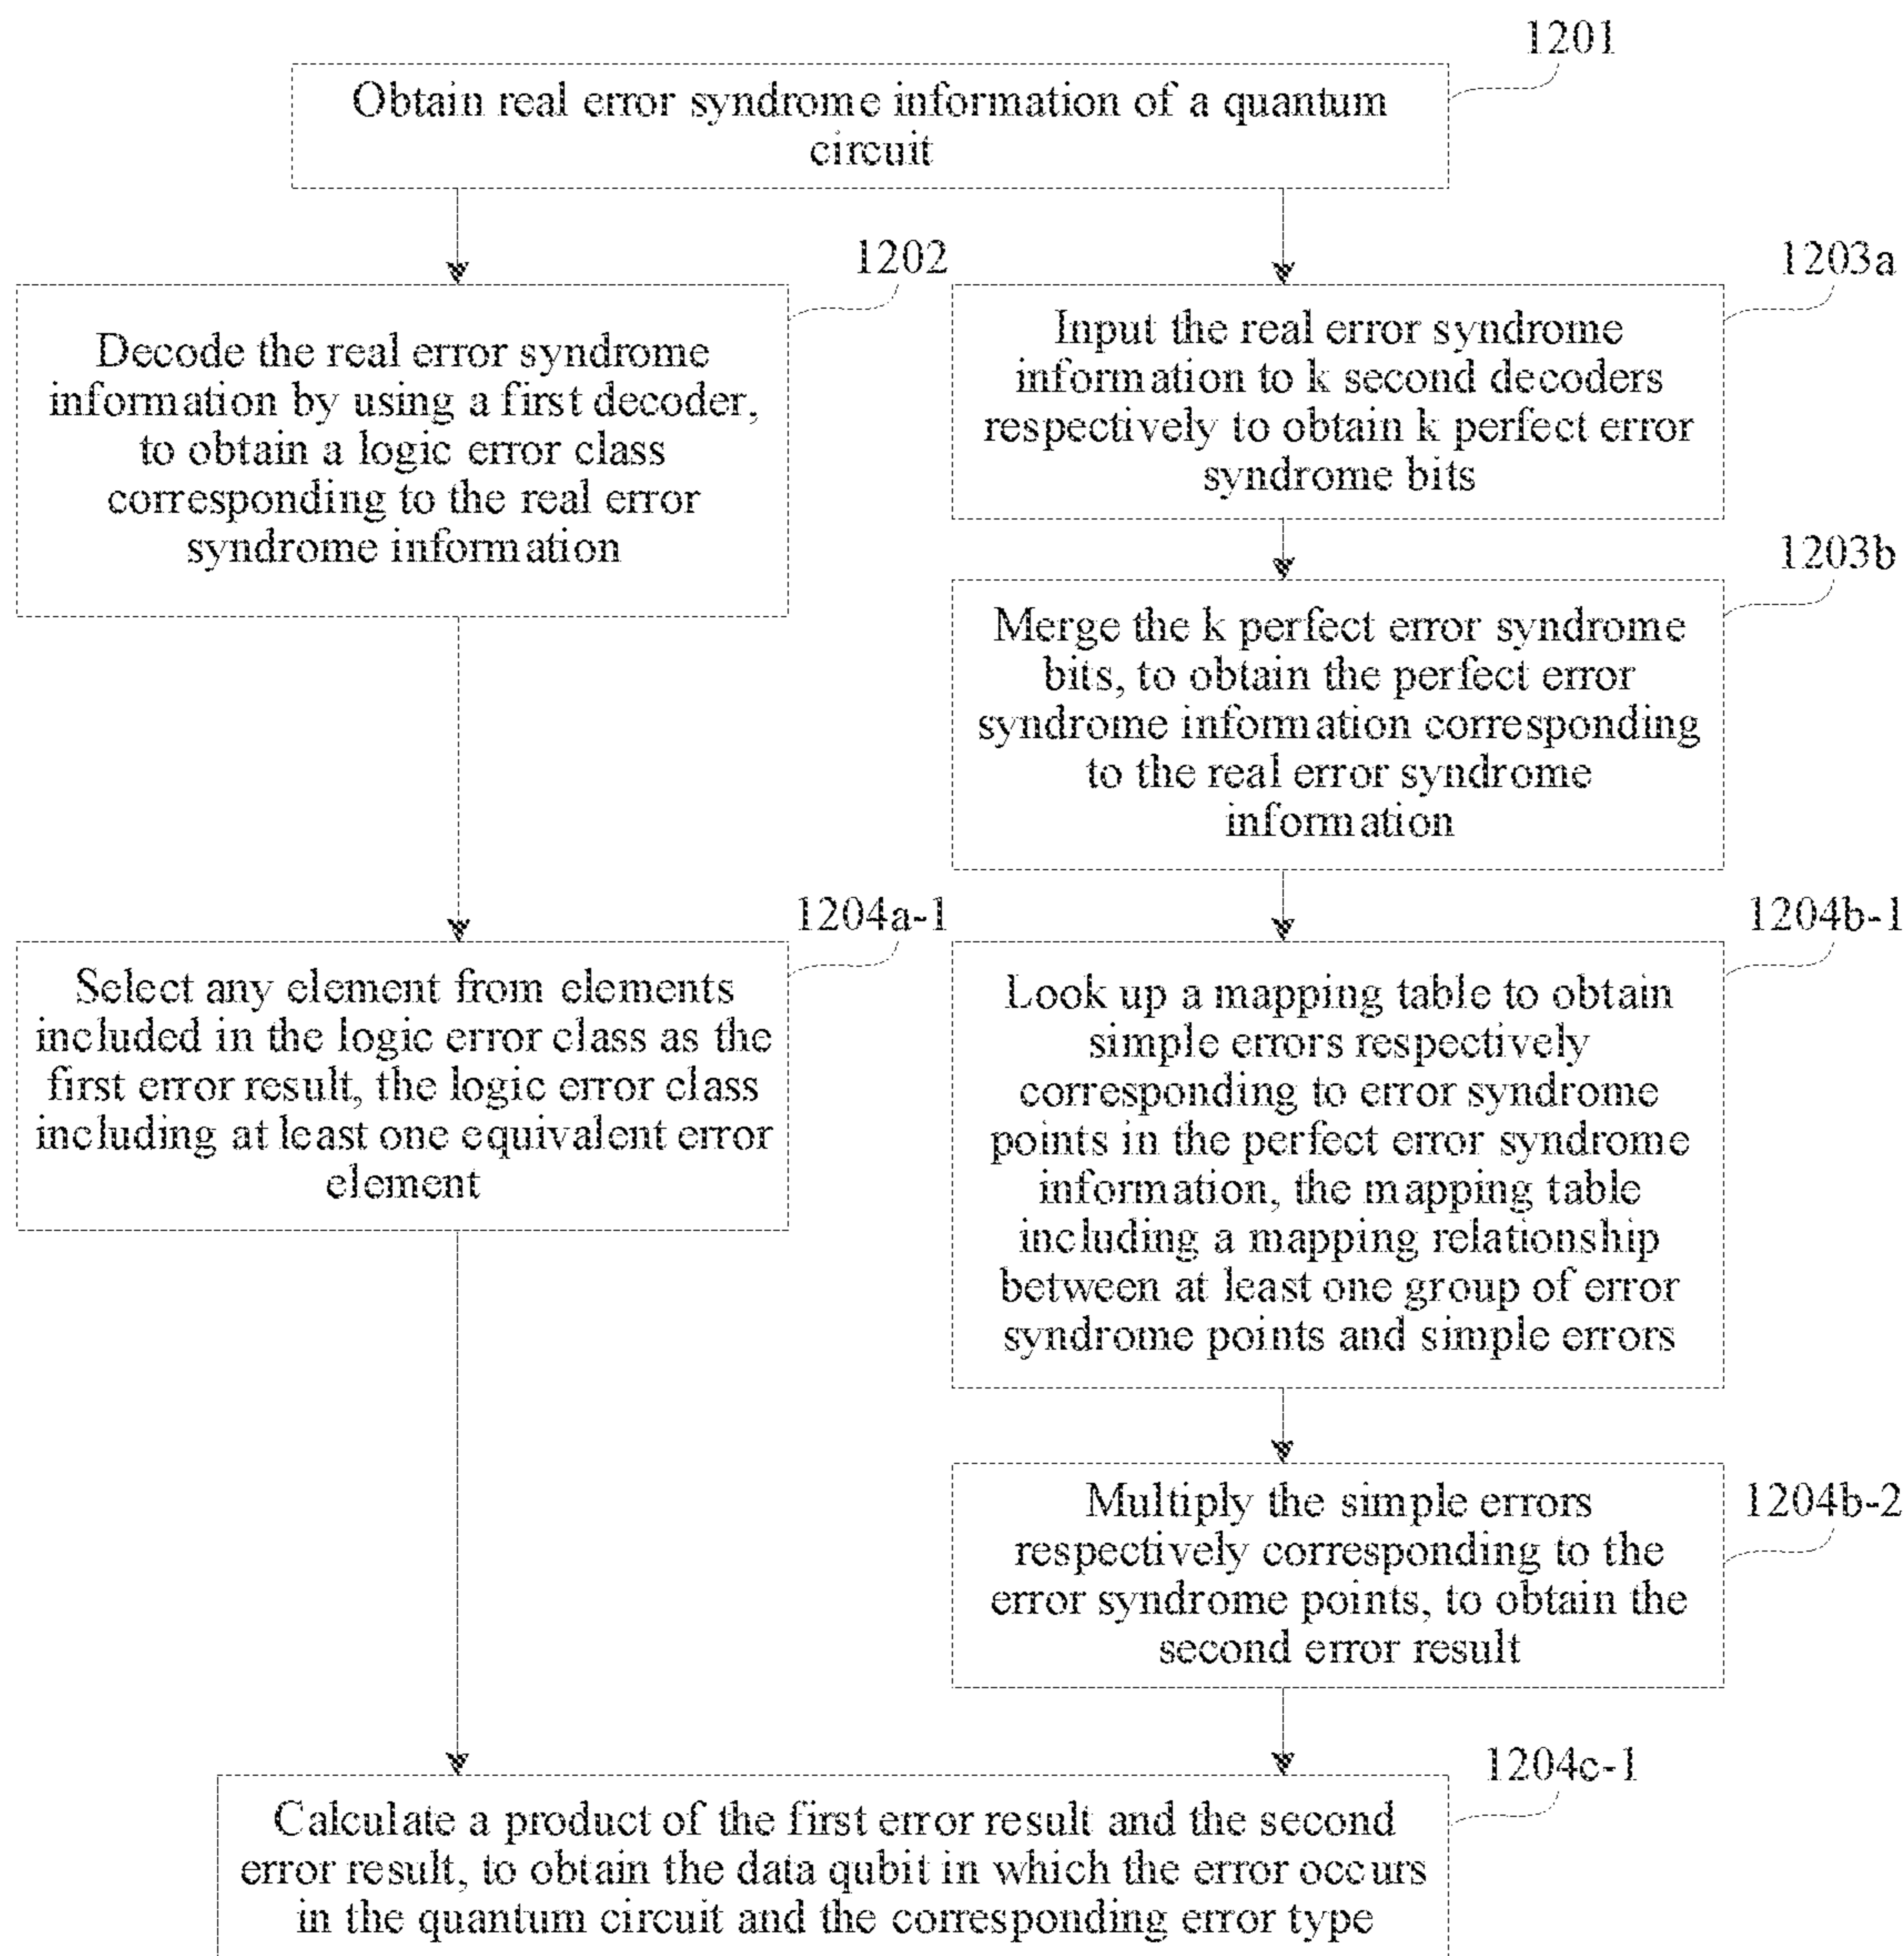 1201
Obtain real error syndrome information of a quantum
circuit
1202
Decode the real error syndrome
information by using a first decoder,
to obtain a logic error class
corresponding to the real error
syndrome information
1203a
Input the real error syndrome
information to k second decoders
respectively to obtain k perfect error
syndrome bits
1203b
Merge the k perfect error syndrome
bits, to obtain the perfect error
syndrome information corresponding
to the real error syndrome
information
1204a-1
Select any element from elements
included in the logic error class as the
first error result, the logic error class
including at least one equivalent error
element
1204b-1
Look up a mapping table to obtain
simple errors respectively
corresponding to error syndrome
points in the perfect error syndrome
information, the mapping table
including a mapping relationship
between at least one group of error
syndrome points and simple errors
1204b-2
Multiply the simple errors
respectively corresponding to the
error syndrome points, to obtain the
second error result
1204c-1
Calculate a product of the first error result and the second
error result, to obtain the data qubit in which the error occurs
in the quantum circuit and the corresponding error type